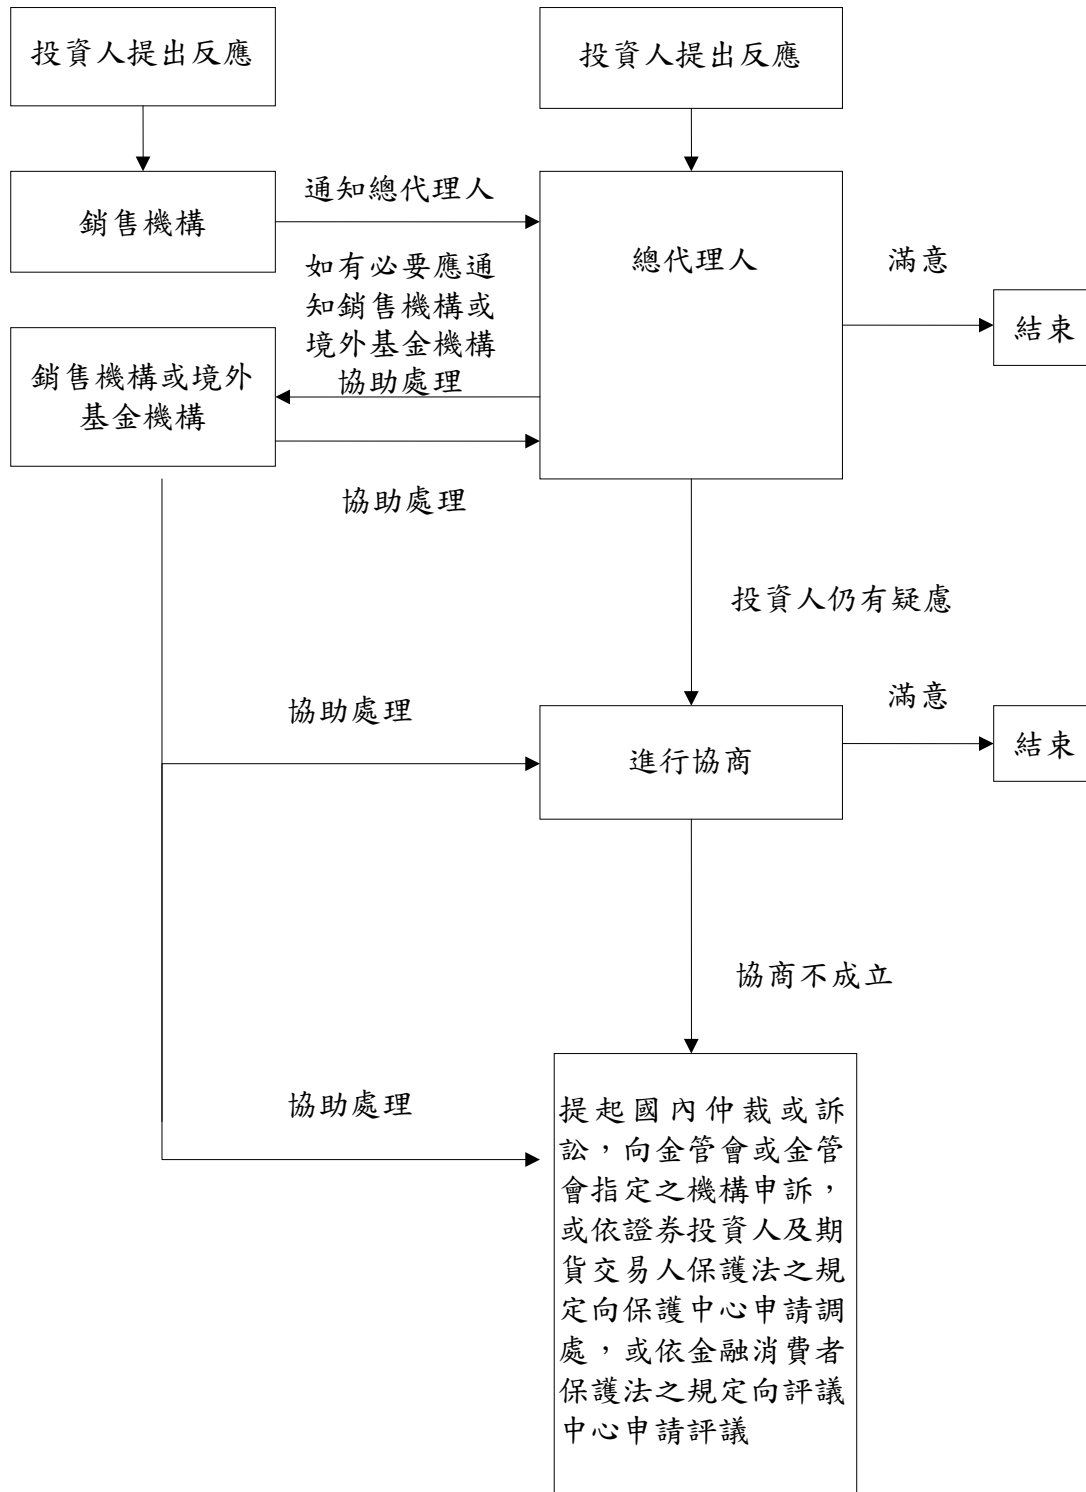 投資人提出反應
投資人提出反應
銷售機構
通知總代理人
總代理人
滿意
結束
如有必要應通
知銷售機構或
境外基金機構
協助處理
銷售機構或境外
基金機構
協助處理
投資人仍有疑慮
協助處理
進行協商
滿意
結束
協商不成立
協助處理
提起國內仲裁或訴
訟，向金管會或金管
會指定之機構申訴，
或依證券投資人及期
貨交易人保護法之規
定向保護中心申請調
處，或依金融消費者
保護法之規定向評議
中心申請評議